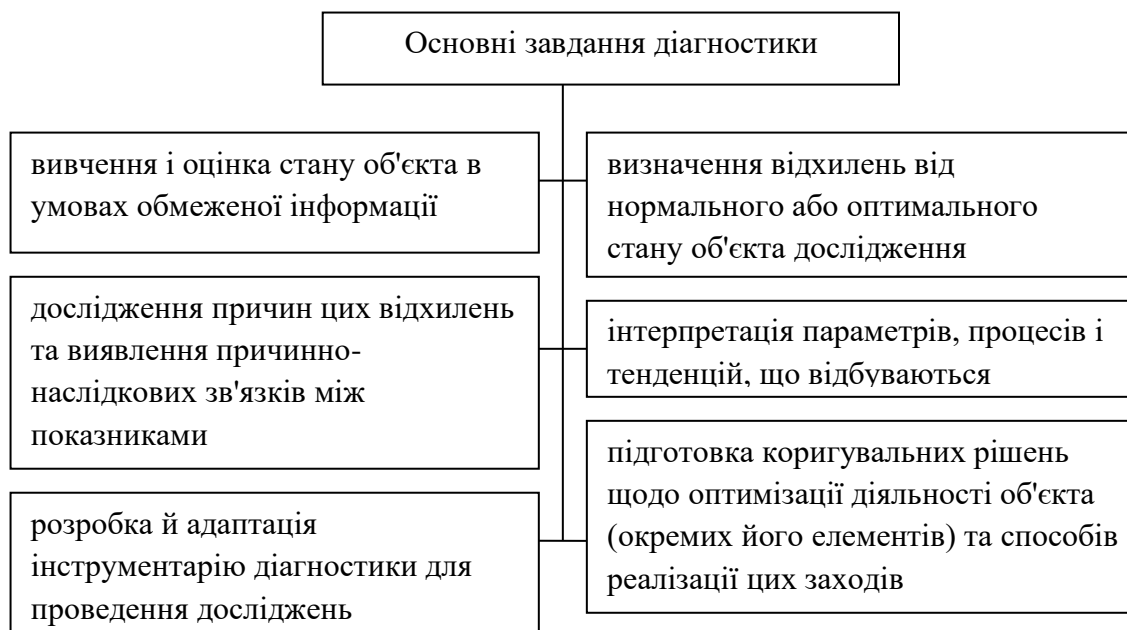 Основні завдання діагностики
вивчення і оцінка стану об'єкта в
умовах обмеженої інформації
визначення відхилень від
нормального або оптимального
стану об'єкта дослідження
дослідження причин цих відхилень
та виявлення причинно-
наслідкових зв'язків між
показниками
інтерпретація параметрів, процесів і
тенденцій, що відбуваються
розробка й адаптація
інструментарію діагностики для
проведення досліджень
підготовка коригувальних рішень
щодо оптимізації діяльності об'єкта
(окремих його елементів) та способів
реалізації цих заходів